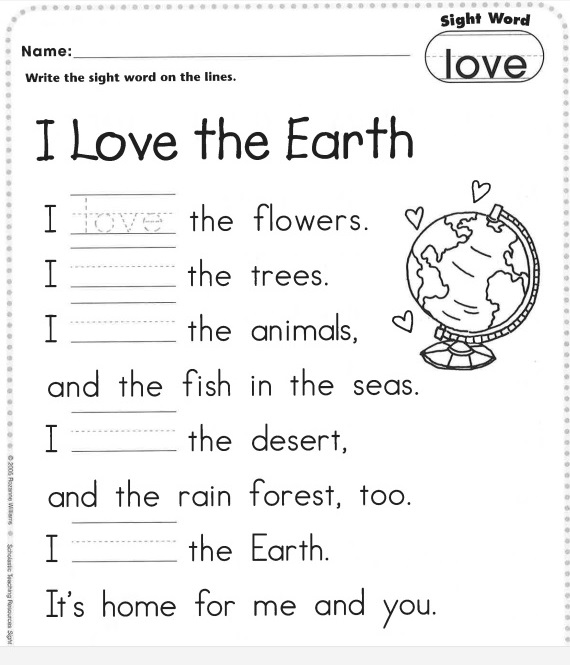 Sight Word
love
Name:
Write the sight word on the lines.
I Love the Earth
I love the flowers.
I the trees.
I the animals,
and the fish in the seas.
I the desert,
and the rain forest, too.
I the Earth.
It's home for me and you.
© 2005 Rozanne Williams Scholastic Teaching Resources Sight